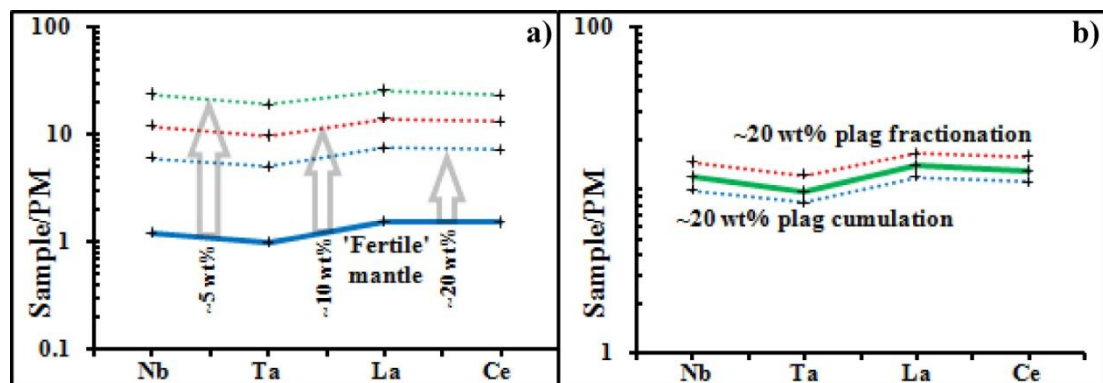 a)
100
10
1
0.1
Sample/PM
~5 wt%
~10 wt%
'Fertile'
mantle
~20 wt%
Nb Ta La Ce
b)
100
1
Sample/PM
~20 wt% plag fractionation
~20 wt% plag cumulation
Nb Ta La Ce